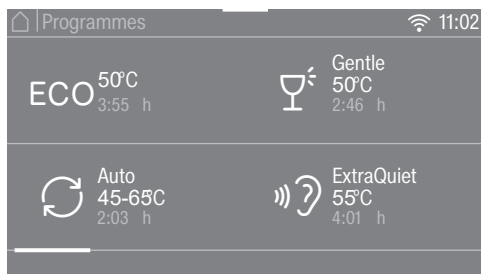 Programmes
11:02
ECO 50°C
3:55 h
Gentle
50°C
2:46 h
Auto
45-65°C
2:03 h
ExtraQuiet
55°C
4:01 h